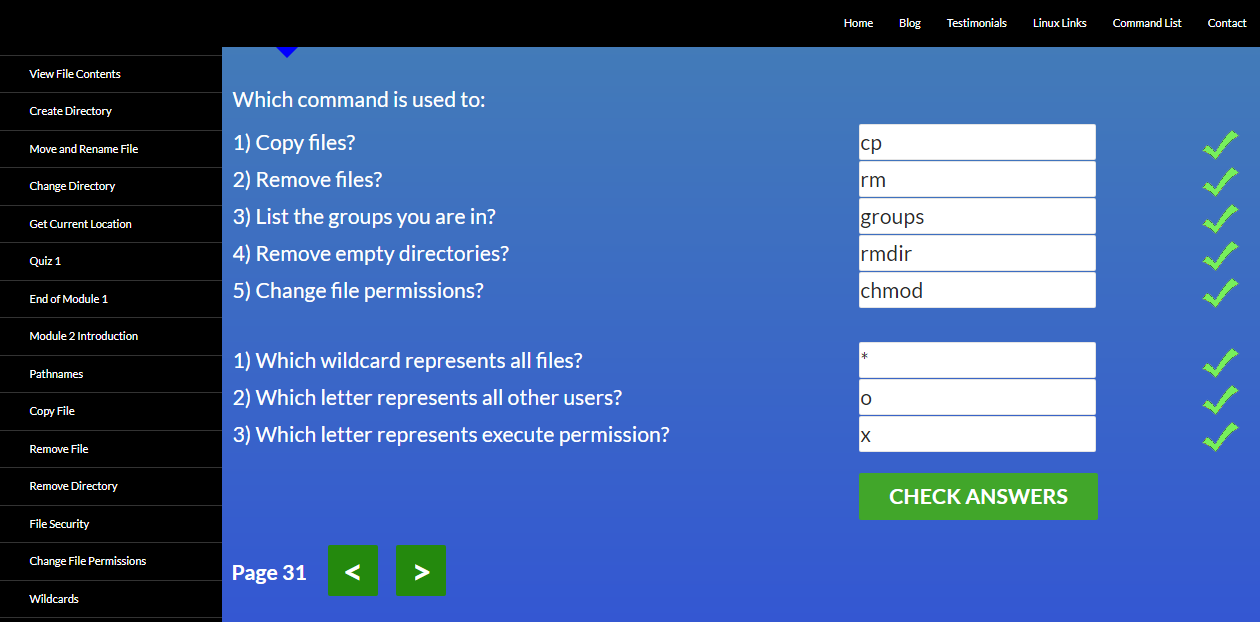 Home Blog Testimonials Linux Links Command List Contact
View File Contents
Create Directory
Move and Rename File
Change Directory
Get Current Location
Quiz 1
End of Module 1
Module 2 Introduction
Pathnames
Copy File
Remove File
Remove Directory
File Security
Change File Permissions
Wildcards
Which command is used to:
1) Copy files? cp
2) Remove files? rm
3) List the groups you are in? groups
4) Remove empty directories? rmdir
5) Change file permissions? chmod
1) Which wildcard represents all files? *
2) Which letter represents all other users? o
3) Which letter represents execute permission? x
CHECK ANSWERS
Page 31 < >